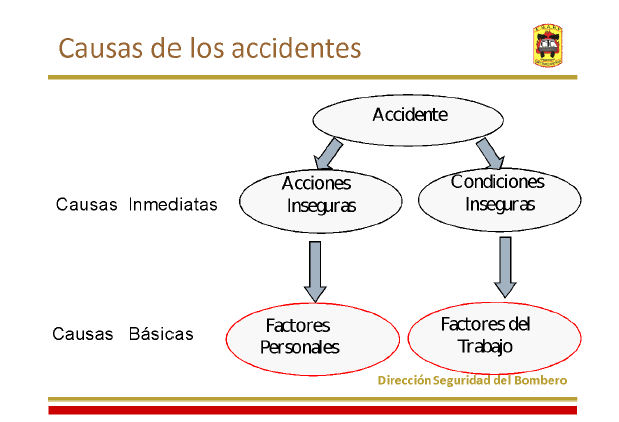 Causas de los accidentes
Accidente
Causas Inmediatas
Acciones
Inseguras
Condiciones
Inseguras
Causas Básicas
Factores
Personales
Factores del
Trabajo
Dirección Seguridad del Bombero